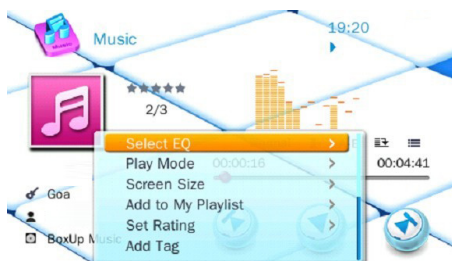 Music
19:20
2/3
Select EQ
Play Mode
00:00:16
00:04:41
Screen Size
Goa
Add to My Playlist
Set Rating
BoxUp Music
Add Tag